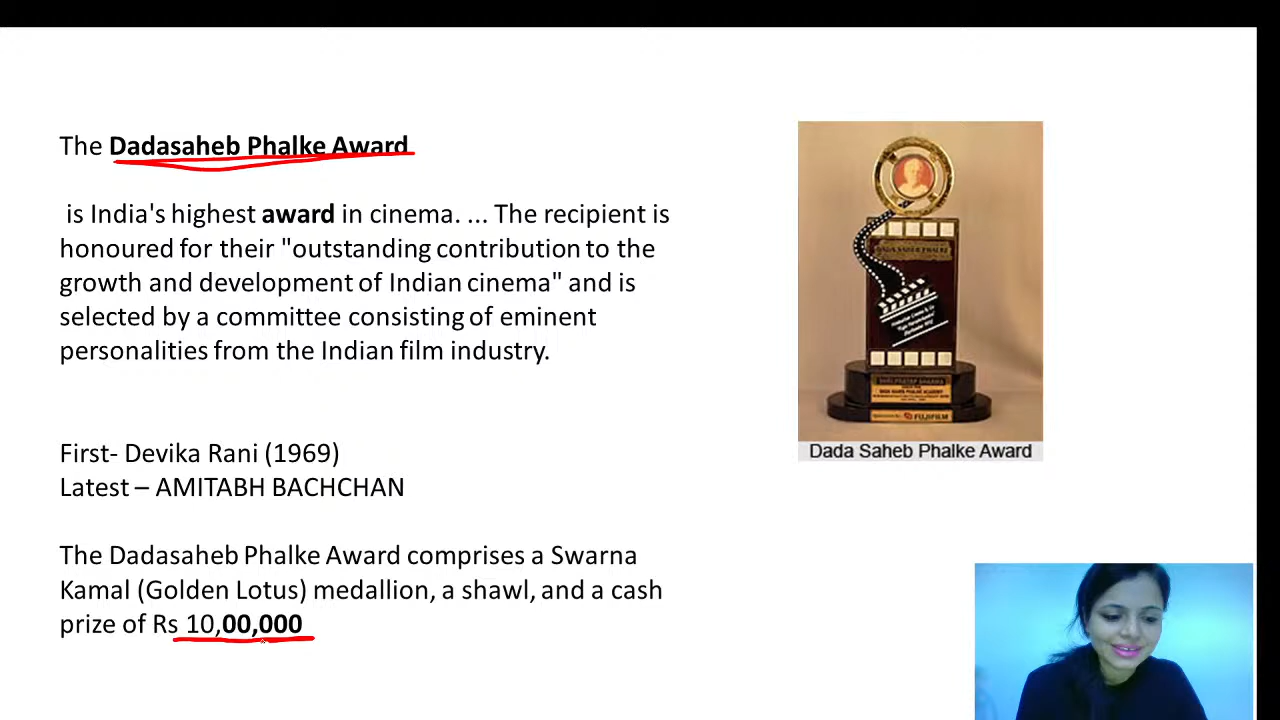 The Dadasaheb Phalke Award
is India's highest award in cinema. ... The recipient is
honoured for their "outstanding contribution to the
growth and development of Indian cinema" and is
selected by a committee consisting of eminent
personalities from the Indian film industry.
First- Devika Rani (1969)
Latest – AMITABH BACHCHAN
The Dadasaheb Phalke Award comprises a Swarna
Kamal (Golden Lotus) medallion, a shawl, and a cash
prize of Rs 10,00,000
FUJIFILM
Dada Saheb Phalke Award